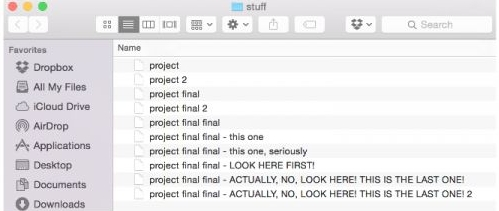 stuff
Search
Favorites
Dropbox
All My Files
iCloud Drive
AirDrop
Applications
Desktop
Documents
Downloads
Name
project
project 2
project final
project final 2
project final final
project final final - this one
project final final - this one, seriously
project final final - LOOK HERE FIRST!
project final final - ACTUALLY, NO, LOOK HERE! THIS IS THE LAST ONE!
project final final - ACTUALLY, NO, LOOK HERE! THIS IS THE LAST ONE! 2